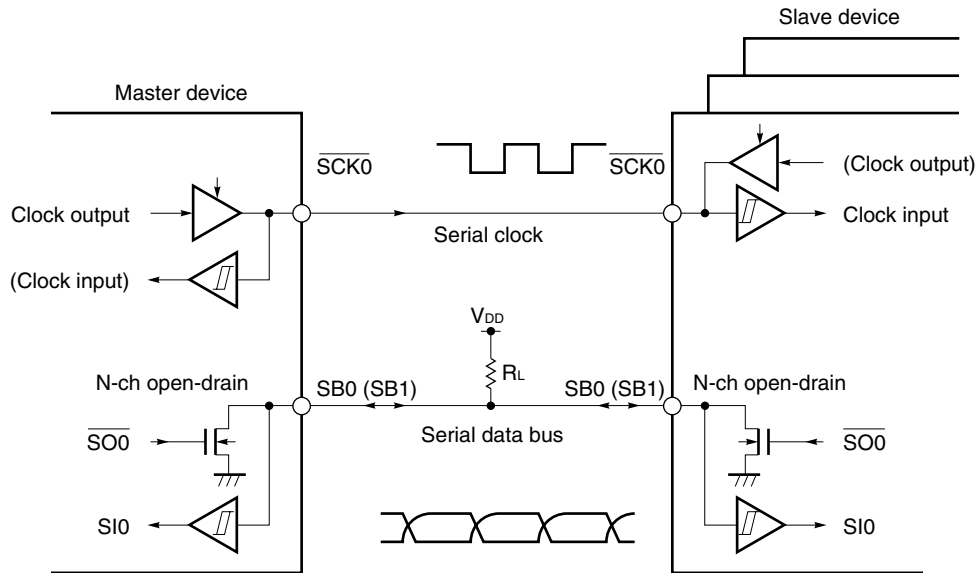 Slave device
Master device
SCK0
SCK0
(Clock output)
Clock output
Clock input
Serial clock
(Clock input)
VDD
RL
N-ch open-drain
SB0 (SB1)
SB0 (SB1)
N-ch open-drain
SO0
Serial data bus
SO0
SI0
SI0